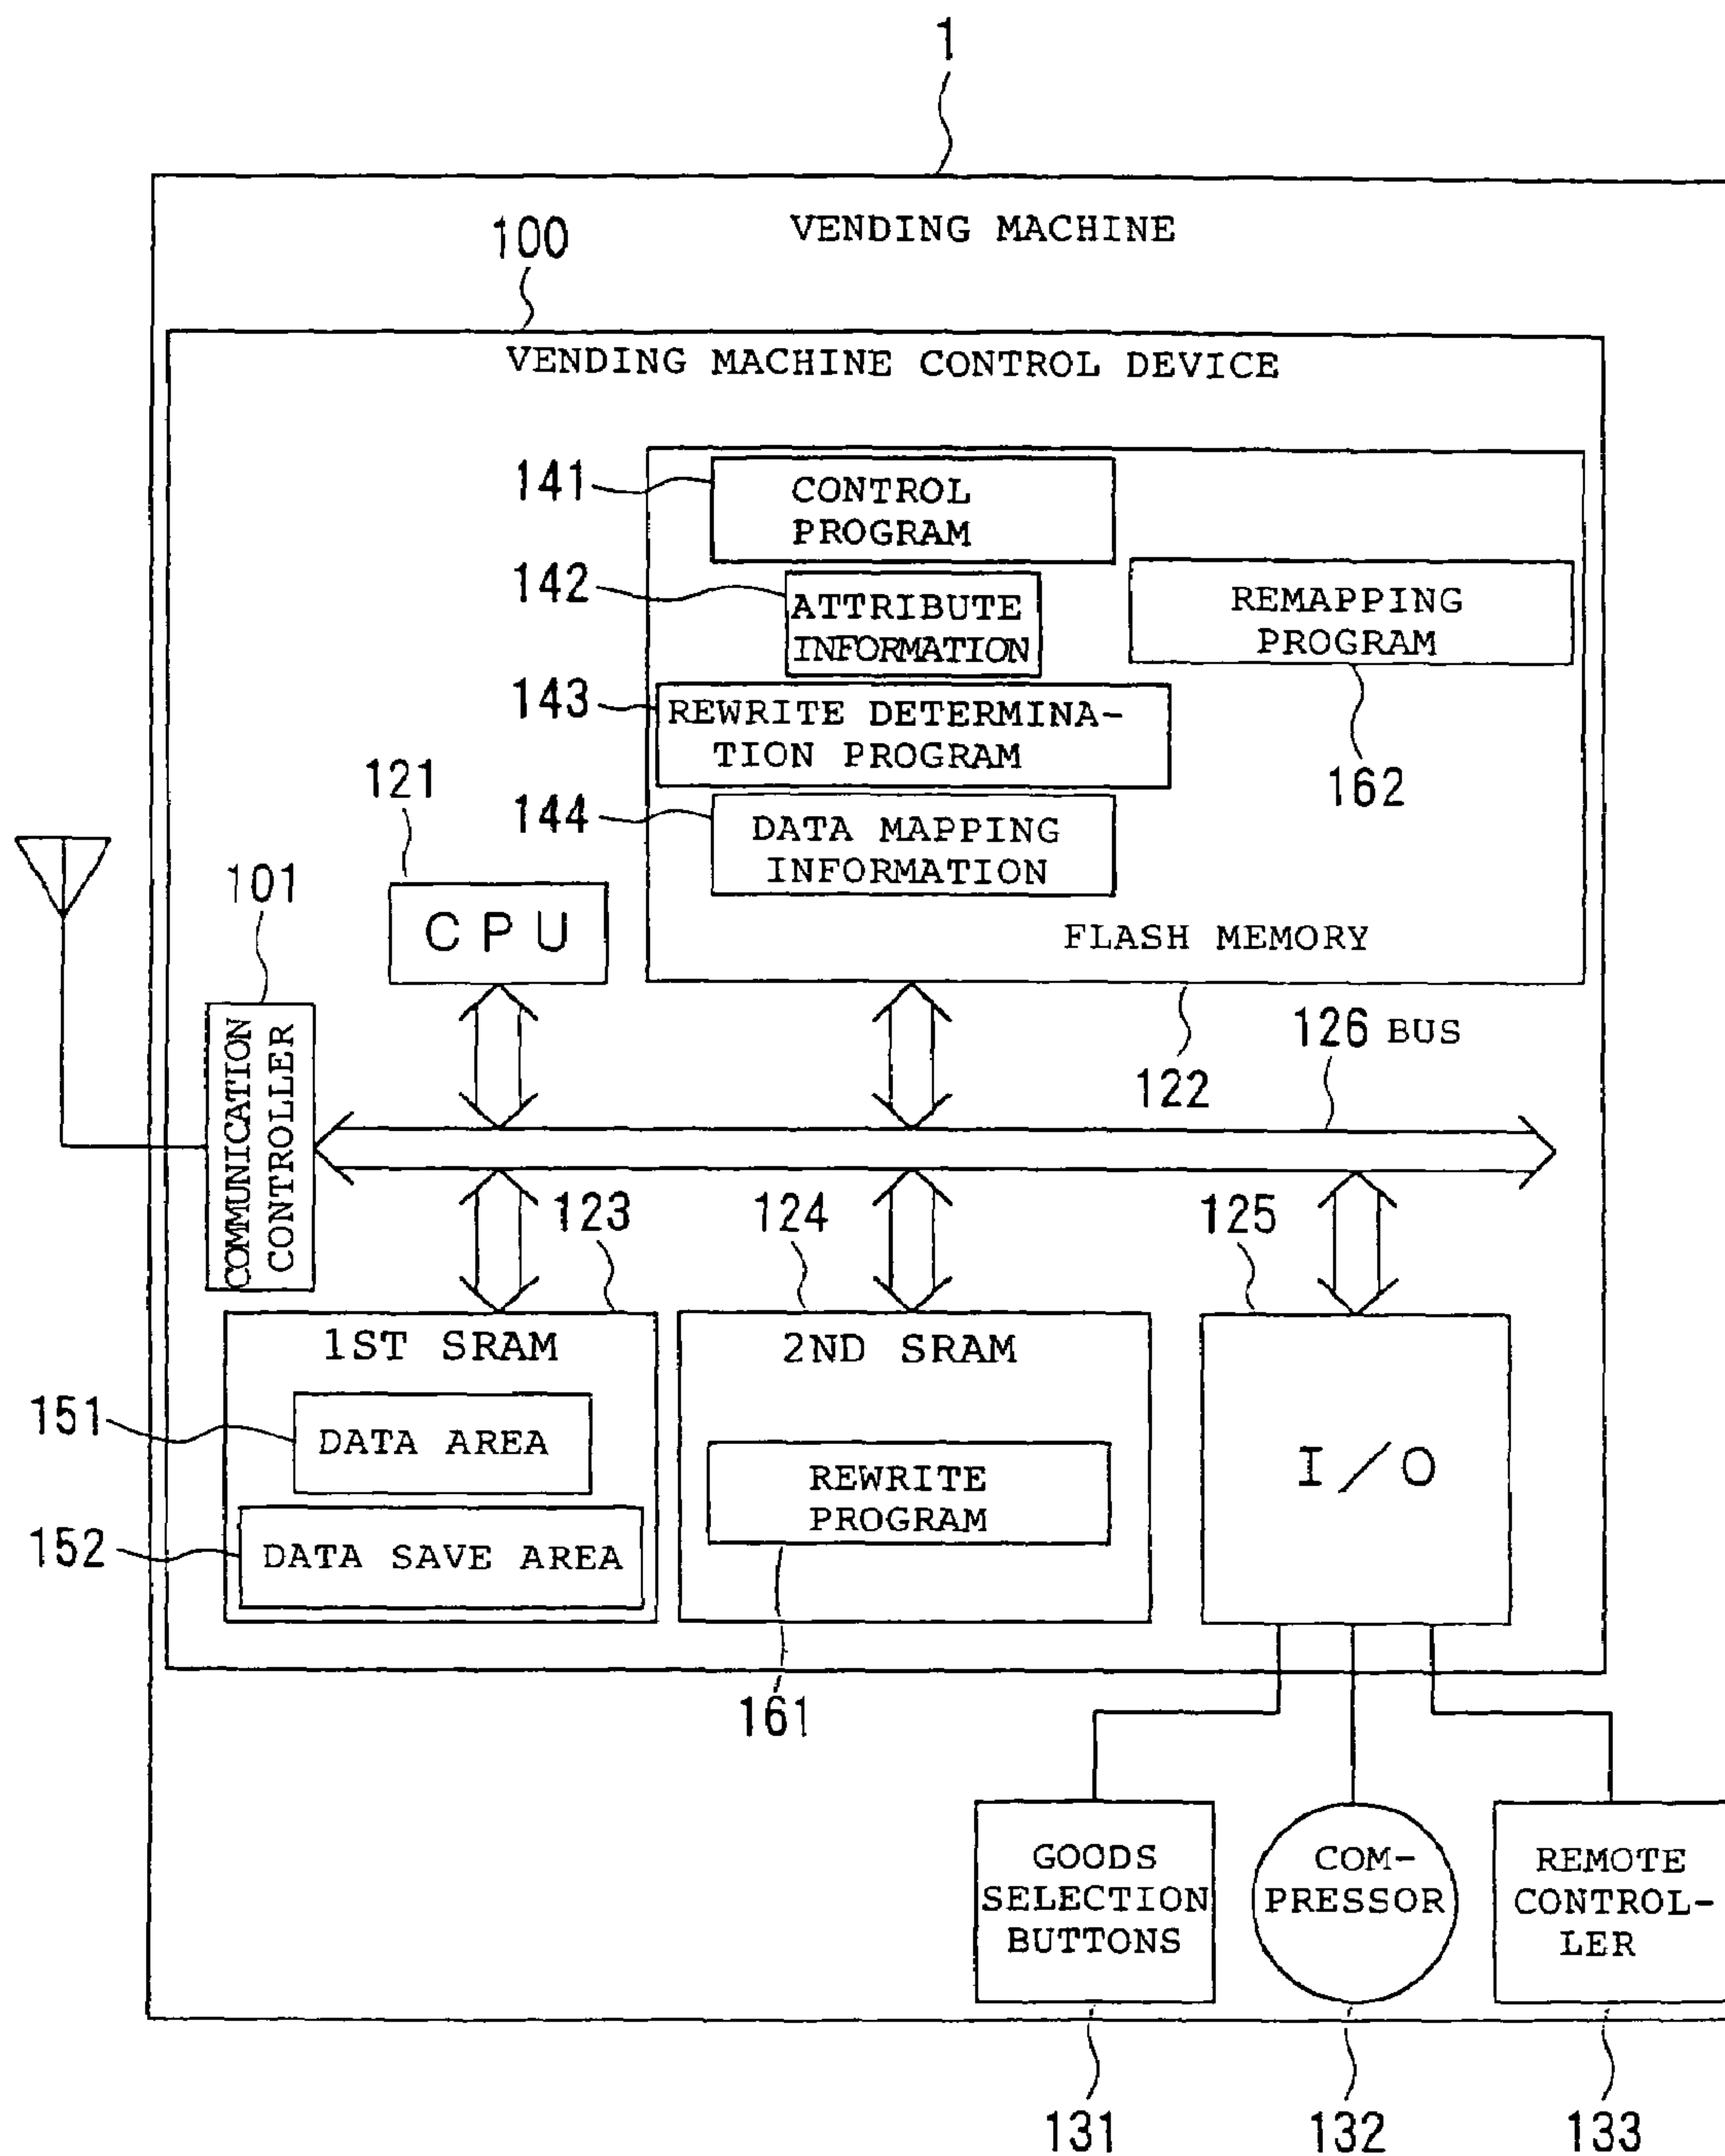 1
VENDING MACHINE
100
VENDING MACHINE CONTROL DEVICE
141
CONTROL
PROGRAM
142
ATTRIBUTE
INFORMATION
REMAPPING
PROGRAM
143
REWRITE DETERMINA-
TION PROGRAM
162
144
DATA MAPPING
INFORMATION
121
CPU
FLASH MEMORY
101
COMMUNICATION
CONTROLLER
126 BUS
122
123
124
125
1ST SRAM
151
DATA AREA
152
DATA SAVE AREA
2ND SRAM
REWRITE
PROGRAM
161
I/O
GOODS
SELECTION
BUTTONS
COM-
PRESSOR
REMOTE
CONTROL-
LER
131
132
133